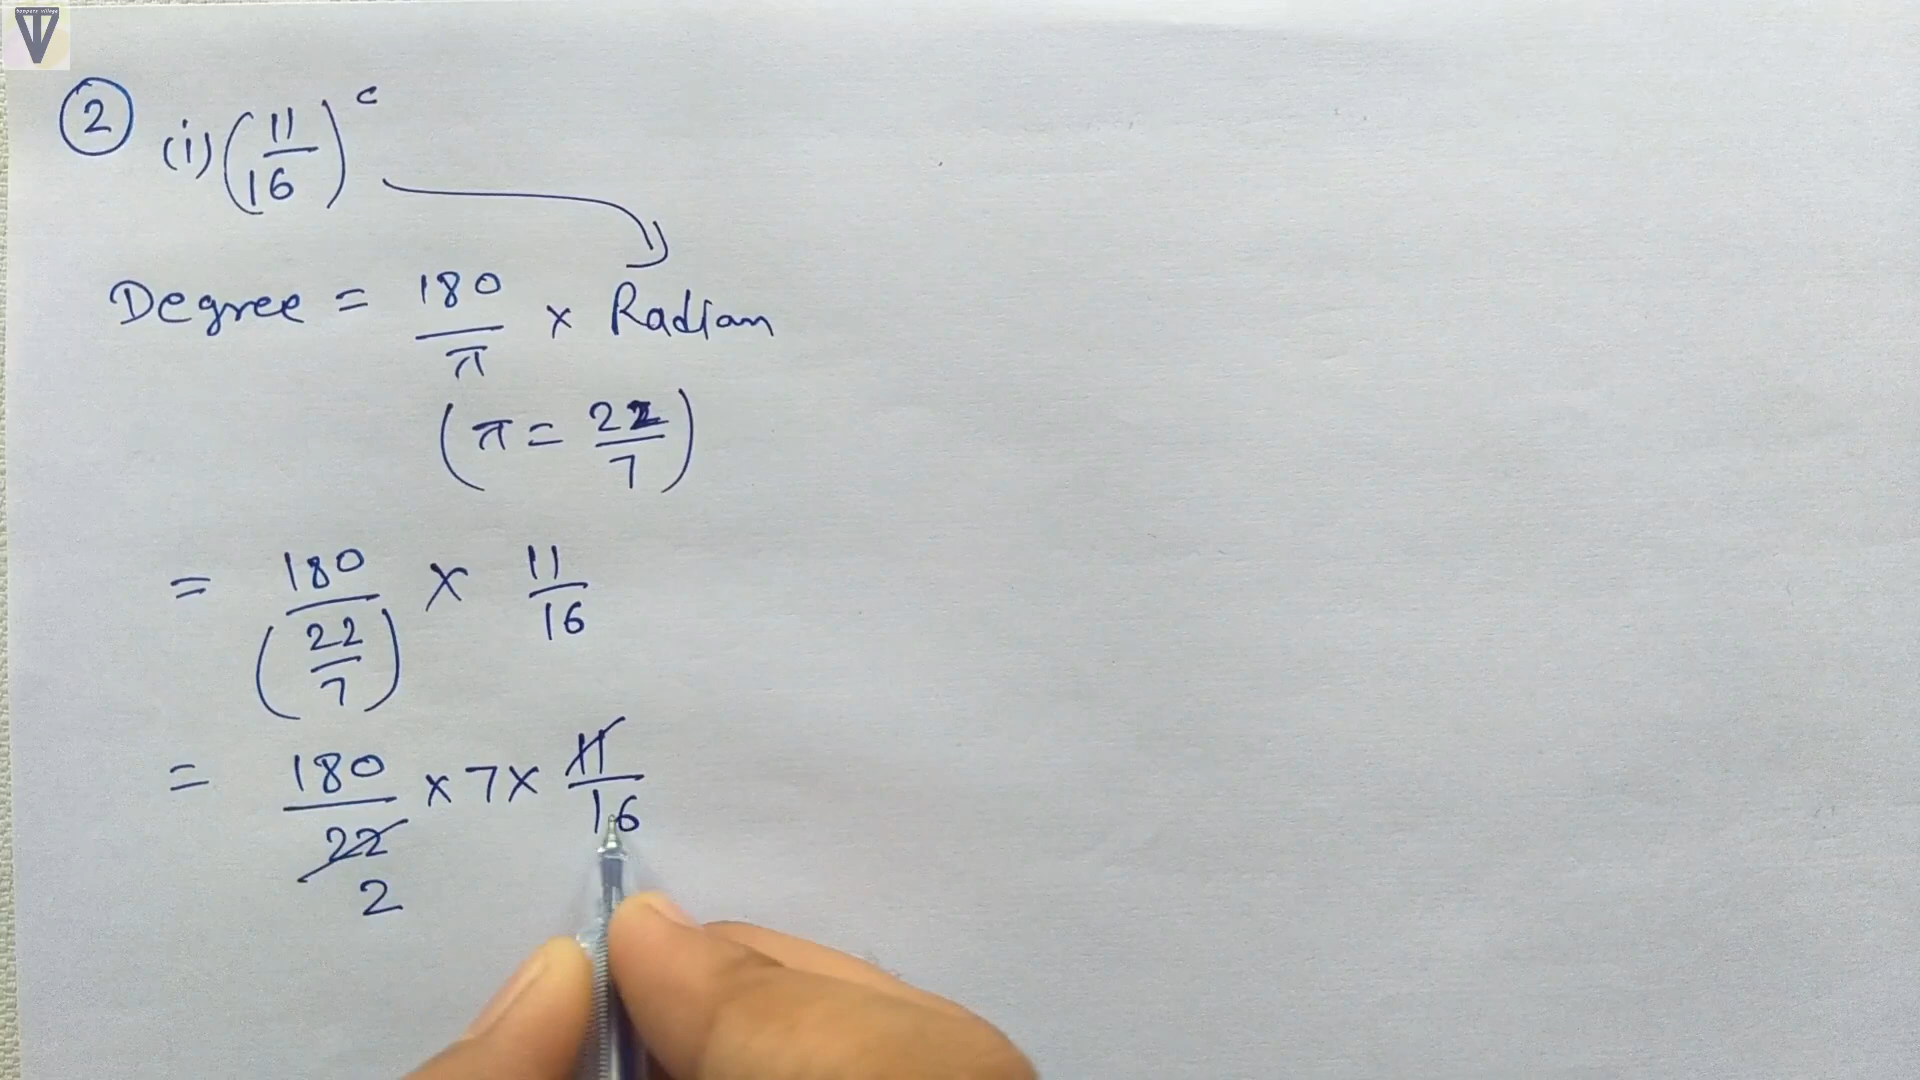 ② (i) (11/16)ᶜ
Degree = 180/π × Radian
(π = 22/7)
= 180/(22/7) × 11/16
= 180/22 × 7 × 11/16
2